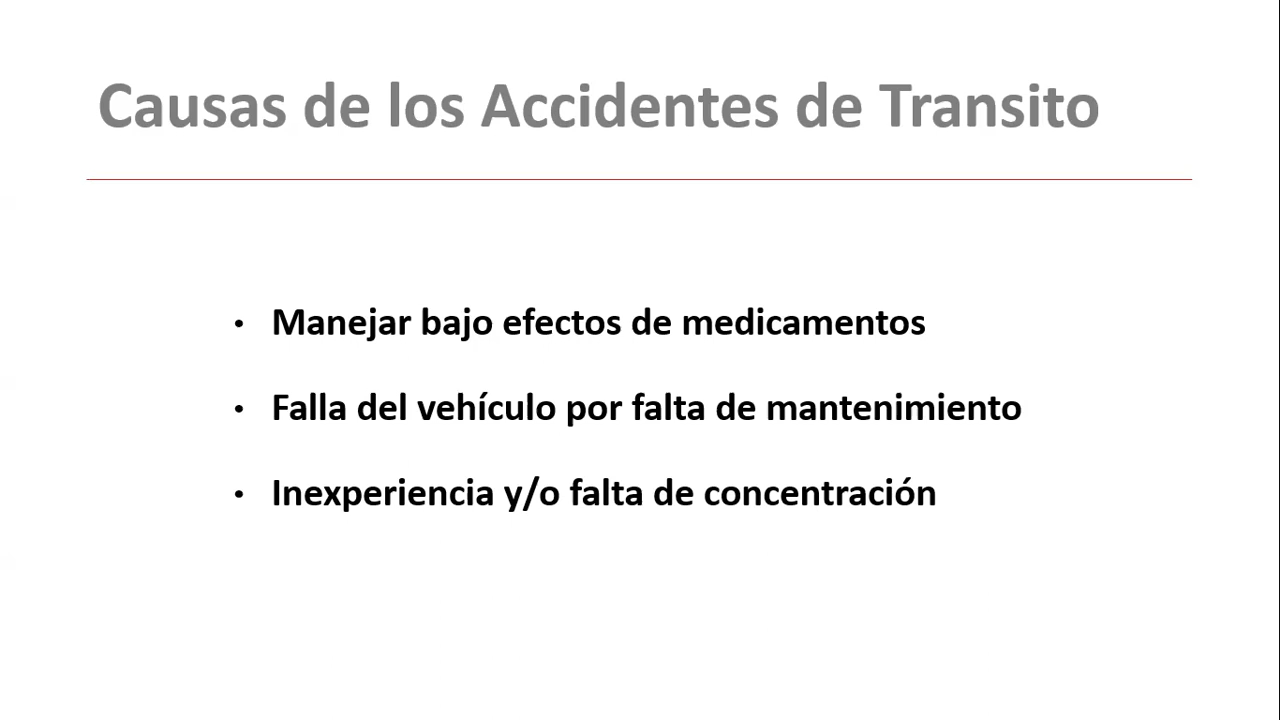 Causas de los Accidentes de Transito
• Manejar bajo efectos de medicamentos
• Falla del vehículo por falta de mantenimiento
• Inexperiencia y/o falta de concentración